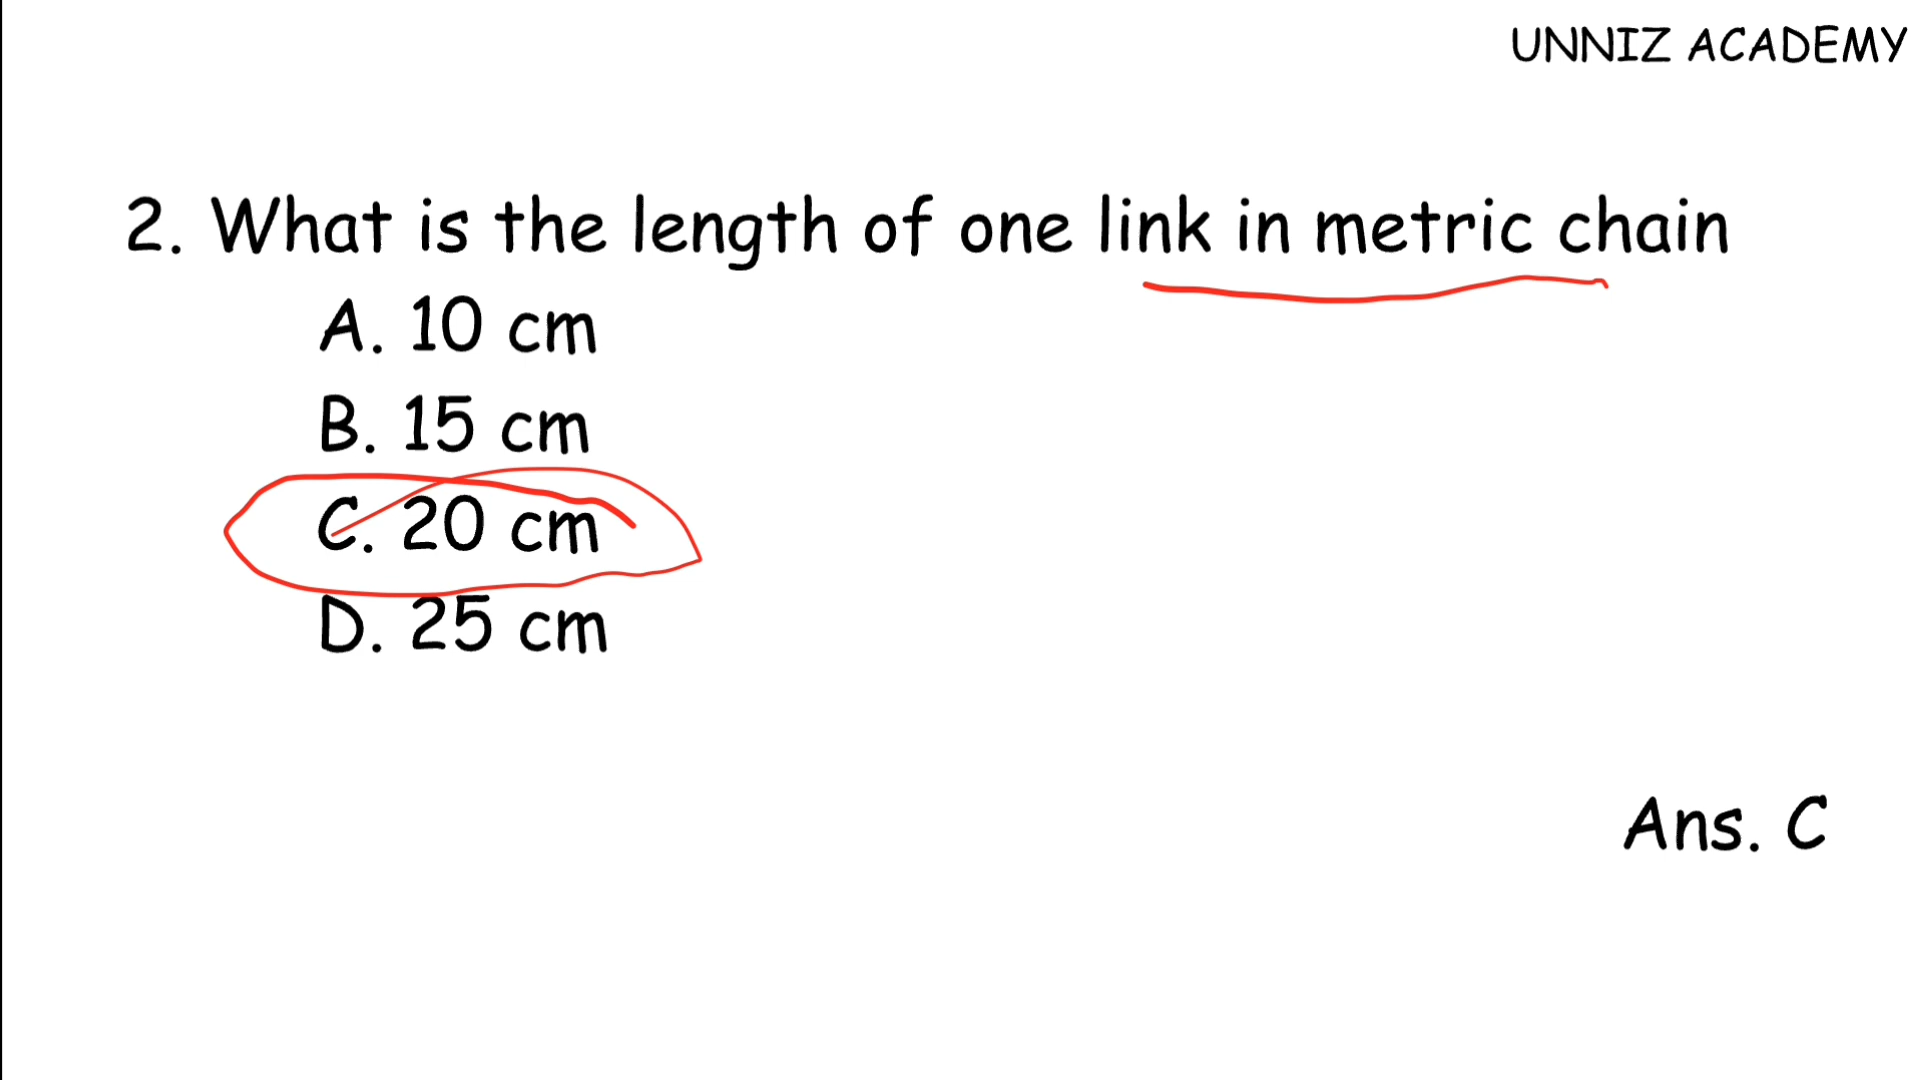 UNNIZ ACADEMY
2. What is the length of one link in metric chain
A. 10 cm
B. 15 cm
C. 20 cm
D. 25 cm
Ans. C